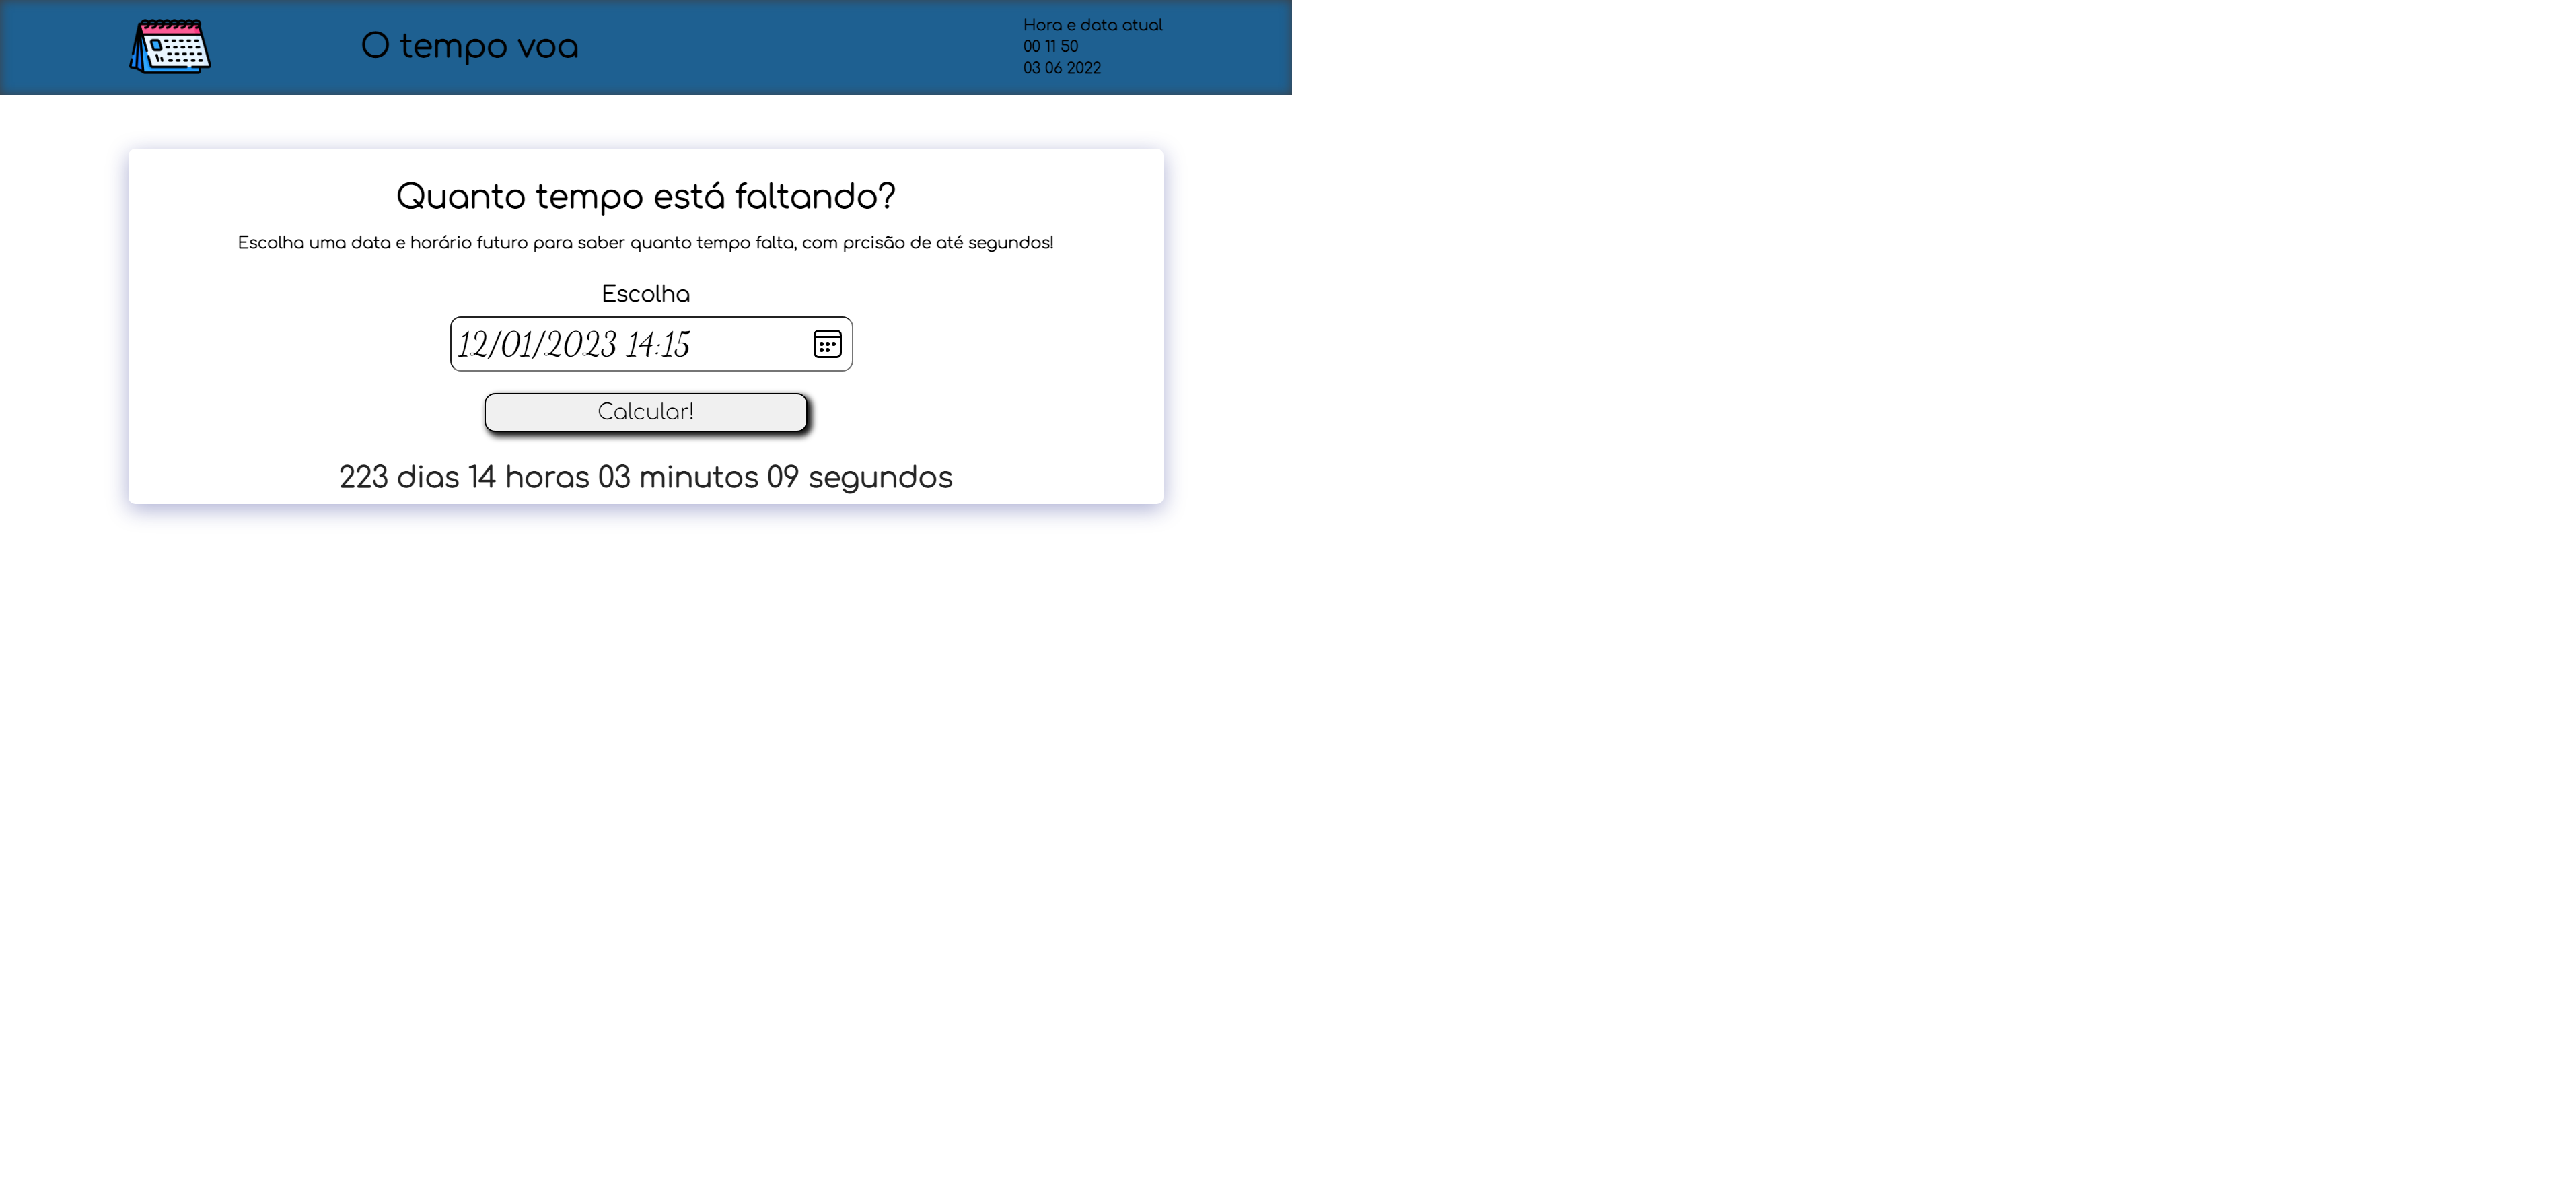 O tempo voa
Hora e data atual
00 11 50
03 06 2022
Quanto tempo está faltando?
Escolha uma data e horário futuro para saber quanto tempo falta, com prcisão de até segundos!
Escolha
12/01/2023 14:15
Calcular!
223 dias 14 horas 03 minutos 09 segundos